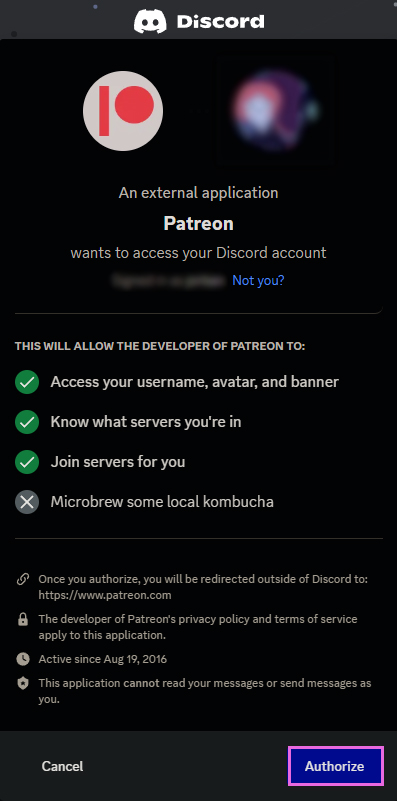 Discord
An external application
Patreon
wants to access your Discord account
Not you?
THIS WILL ALLOW THE DEVELOPER OF PATREON TO:
Access your username, avatar, and banner
Know what servers you're in
Join servers for you
Microbrew some local kombucha
Once you authorize, you will be redirected outside of Discord to:
https://www.patreon.com
The developer of Patreon's privacy policy and terms of service
apply to this application.
Active since Aug 19, 2016
This application cannot read your messages or send messages as
you.
Cancel
Authorize